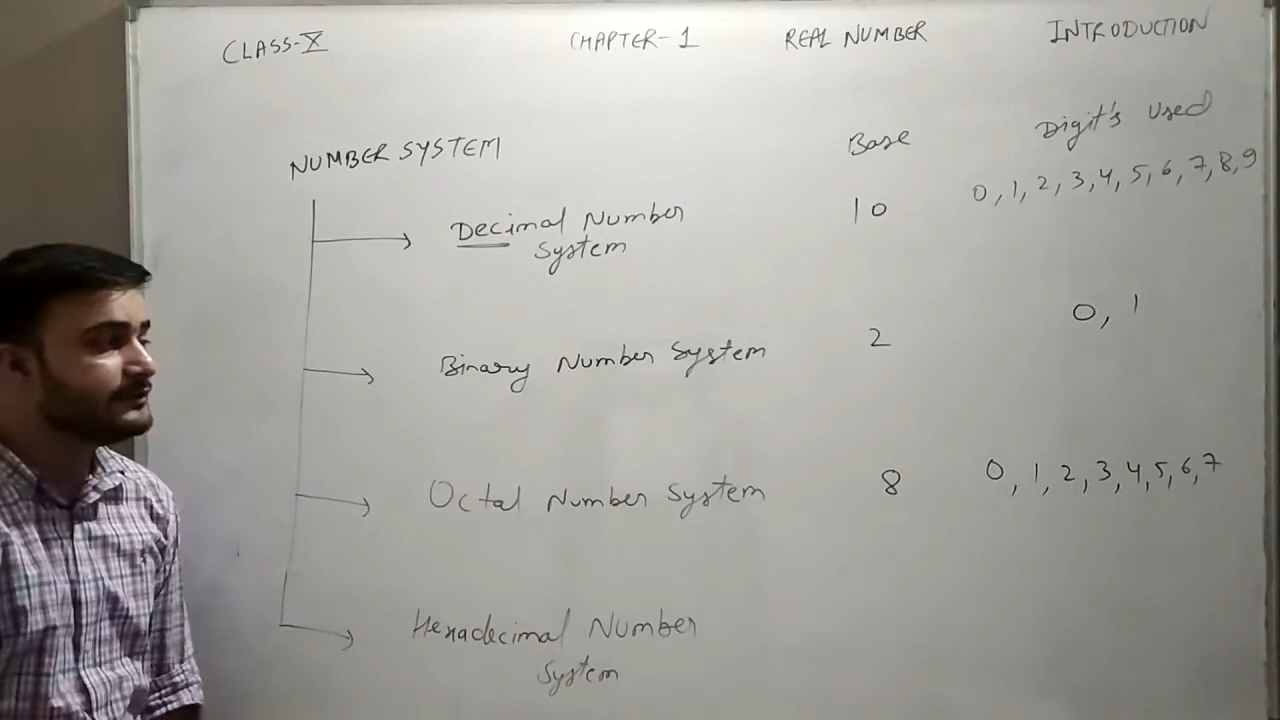 CLASS-X CHAPTER-1 REAL NUMBER INTRODUCTION
NUMBER SYSTEM Base Digit's Used
Decimal Number 10 0, 1, 2, 3, 4, 5, 6, 7, 8, 9
System
Binary Number System 2 0, 1
Octal Number System 8 0, 1, 2, 3, 4, 5, 6, 7
Hexadecimal Number
System